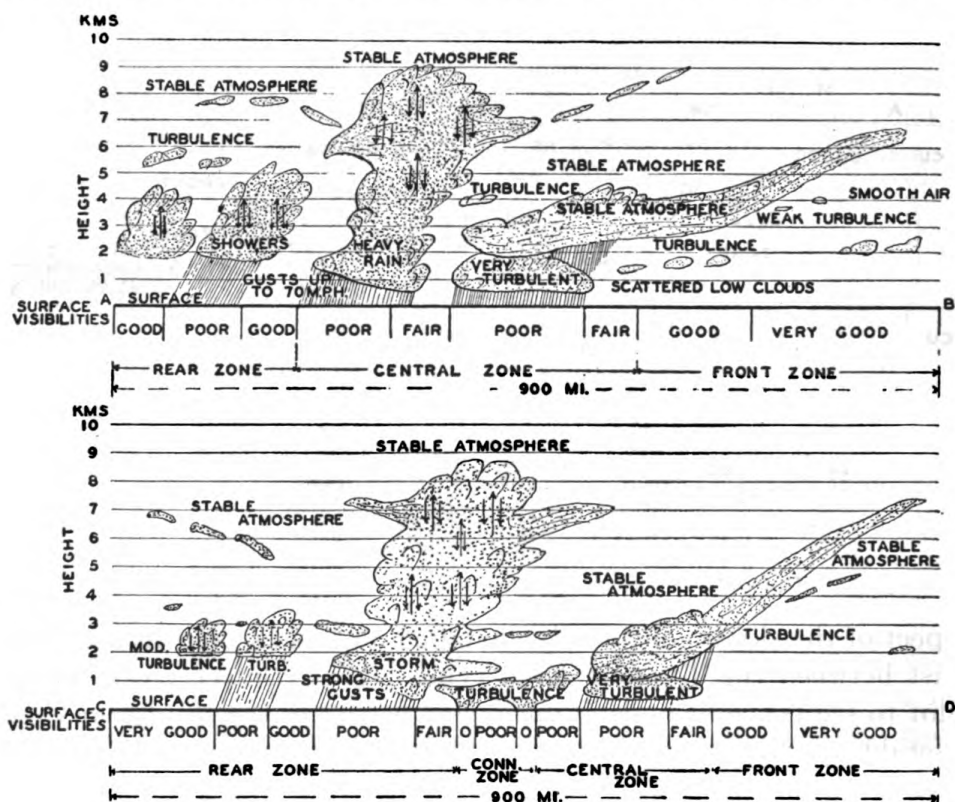 KMS
10
STABLE ATMOSPHERE
9
STABLE ATMOSPHERE
8
7
TURBULENCE
6
STABLE ATMOSPHERE
5
TURBULENCE
SMOOTH AIR
4
STABLE ATMOSPHERE
WEAK TURBULENCE
HEIGHT
3
SHOWERS
HEAVY
RAIN
TURBULENCE
2
VERY
TURBULENT
GUSTS UP
TO 70 MPH.
SCATTERED LOW CLOUDS
1
A
SURFACE
B
SURFACE
VISIBILITIES
GOOD POOR GOOD POOR FAIR POOR FAIR GOOD VERY GOOD
REAR ZONE CENTRAL ZONE FRONT ZONE
900 MI.
KMS
10
STABLE ATMOSPHERE
9
8
7
STABLE
ATMOSPHERE
6
STABLE
ATMOSPHERE
5
STABLE
ATMOSPHERE
HEIGHT
4
3
MOD.
TURBULENCE
TURB.
STORM
TURBULENCE
2
STRONG
GUSTS
TURBULENCE
VERY
TURBULENT
1
C
SURFACE
D
SURFACE
VISIBILITIES
VERY GOOD POOR GOOD POOR FAIR O POOR O POOR POOR FAIR GOOD VERY GOOD
REAR ZONE CONN. ZONE CENTRAL ZONE FRONT ZONE
900 MI.